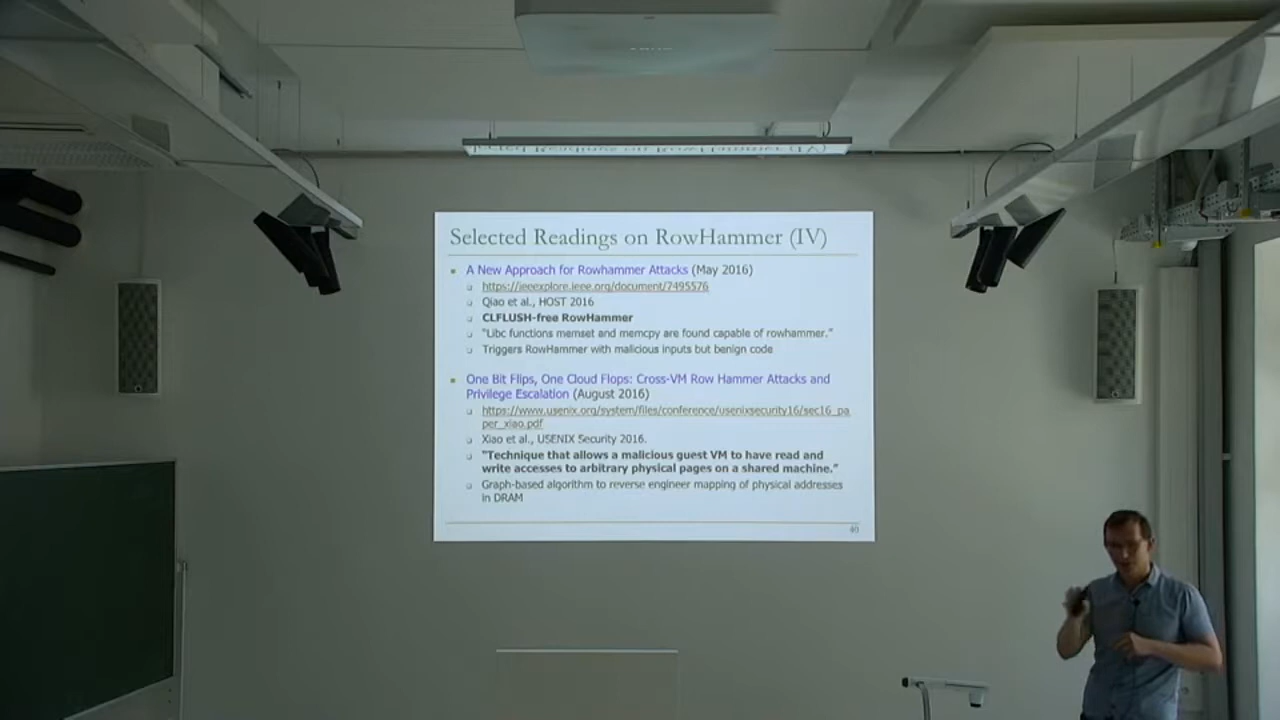 Selected Readings on RowHammer (IV)
A New Approach for Rowhammer Attacks (May 2016)
https://ieeexplore.ieee.org/document/7495576
Qiao et al., HOST 2016
CLFLUSH-free RowHammer
"Libc functions memset and memcpy are found capable of rowhammer."
Triggers RowHammer with malicious inputs but benign code
One Bit Flips, One Cloud Flops: Cross-VM Row Hammer Attacks and
Privilege Escalation (August 2016)
https://www.usenix.org/system/files/conference/usenixsecurity16/sec16_pa
per_xiao.pdf
Xiao et al., USENIX Security 2016.
"Technique that allows a malicious guest VM to have read and
write accesses to arbitrary physical pages on a shared machine."
Graph-based algorithm to reverse engineer mapping of physical addresses
in DRAM
40